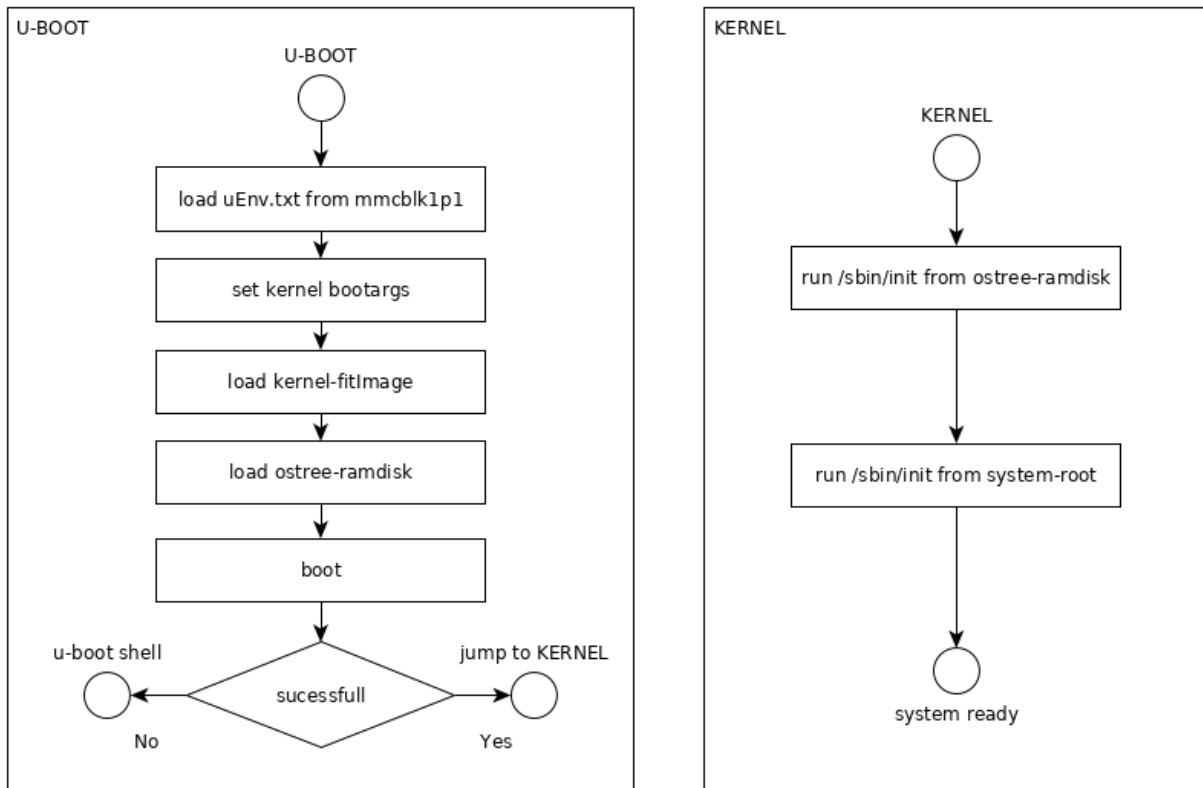 U-BOOT
U-BOOT
load uEnv.txt from mmcblk1p1
set kernel bootargs
load kernel-fitImage
load ostree-ramdisk
boot
u-boot shell
jump to KERNEL
sucessfull
No
Yes
KERNEL
KERNEL
run /sbin/init from ostree-ramdisk
run /sbin/init from system-root
system ready